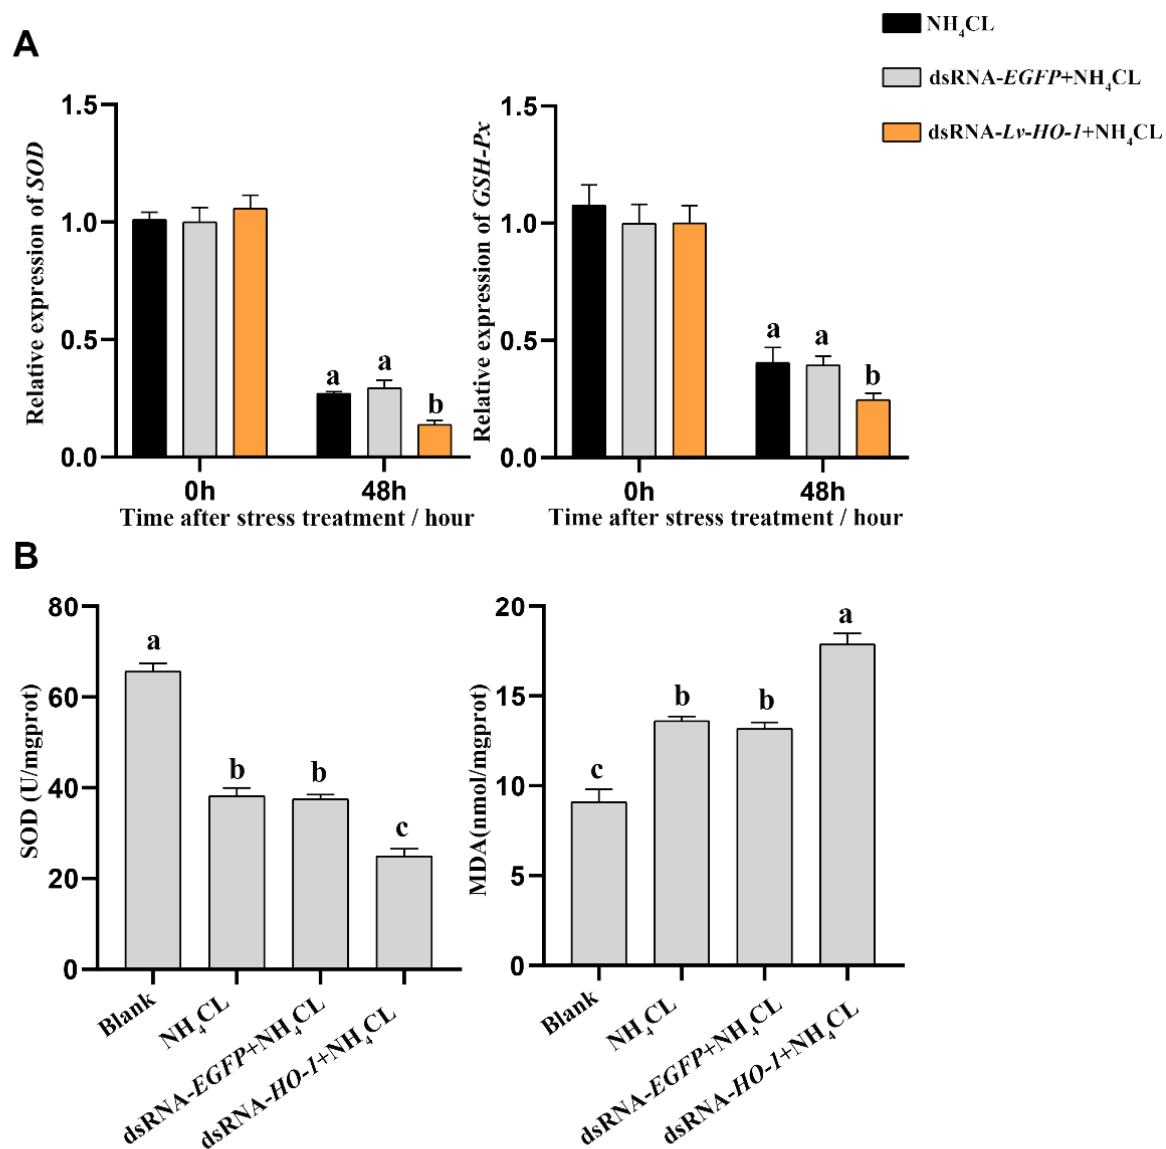 A
NH₄CL
dsRNA-EGFP+NH₄CL
dsRNA-Lv-HO-1+NH₄CL
Relative expression of SOD
1.5
1.0
0.5
0.0
a
a
b
0h
48h
Time after stress treatment / hour
Relative expression of GSH-Px
1.5
1.0
0.5
0.0
a
a
b
0h
48h
Time after stress treatment / hour
B
SOD (U/mgprot)
80
60
40
20
0
a
b
b
c
Blank
NH₄CL
dsRNA-EGFP+NH₄CL
dsRNA-HO-1+NH₄CL
MDA(nmol/mgprot)
20
15
10
5
0
c
b
b
a
Blank
NH₄CL
dsRNA-EGFP+NH₄CL
dsRNA-HO-1+NH₄CL